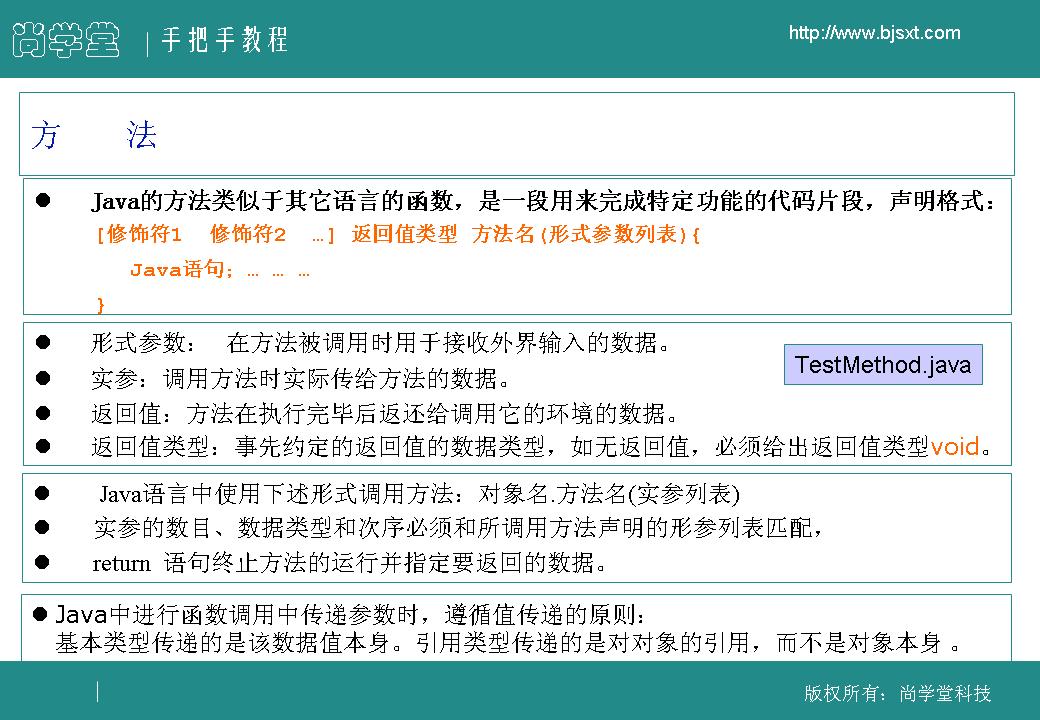 尚学堂 | 手把手教程
http://www.bjsxt.com
方 法
● Java的方法类似于其它语言的函数，是一段用来完成特定功能的代码片段，声明格式：
[修饰符1 修饰符2 …] 返回值类型 方法名(形式参数列表){
Java语句；… … …
}
● 形式参数： 在方法被调用时用于接收外界输入的数据。
● 实参：调用方法时实际传给方法的数据。
TestMethod.java
● 返回值：方法在执行完毕后返还给调用它的环境的数据。
● 返回值类型：事先约定的返回值的数据类型，如无返回值，必须给出返回值类型void。
● Java语言中使用下述形式调用方法：对象名.方法名(实参列表)
● 实参的数目、数据类型和次序必须和所调用方法声明的形参列表匹配，
● return 语句终止方法的运行并指定要返回的数据。
● Java中进行函数调用中传递参数时，遵循值传递的原则：
基本类型传递的是该数据值本身。引用类型传递的是对对象的引用，而不是对象本身 。
| 版权所有：尚学堂科技